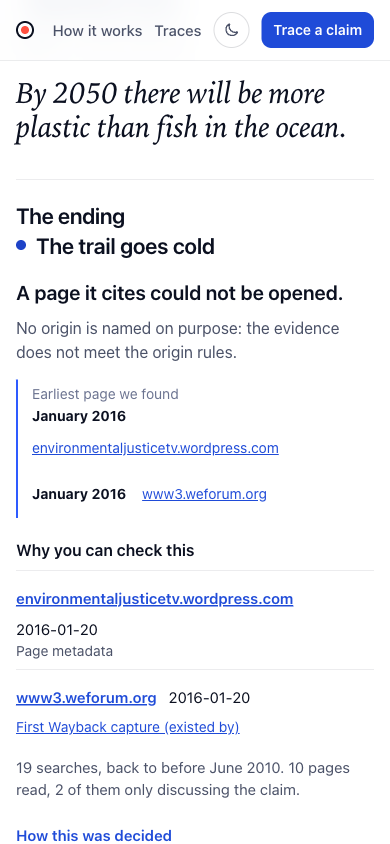 How it works Traces Trace a claim
By 2050 there will be more
plastic than fish in the ocean.
The ending
The trail goes cold
A page it cites could not be opened.
No origin is named on purpose: the evidence
does not meet the origin rules.
Earliest page we found
January 2016
environmentaljusticetv.wordpress.com
January 2016 www3.weforum.org
Why you can check this
environmentaljusticetv.wordpress.com
2016-01-20
Page metadata
www3.weforum.org 2016-01-20
First Wayback capture (existed by)
19 searches, back to before June 2010. 10 pages
read, 2 of them only discussing the claim.
How this was decided